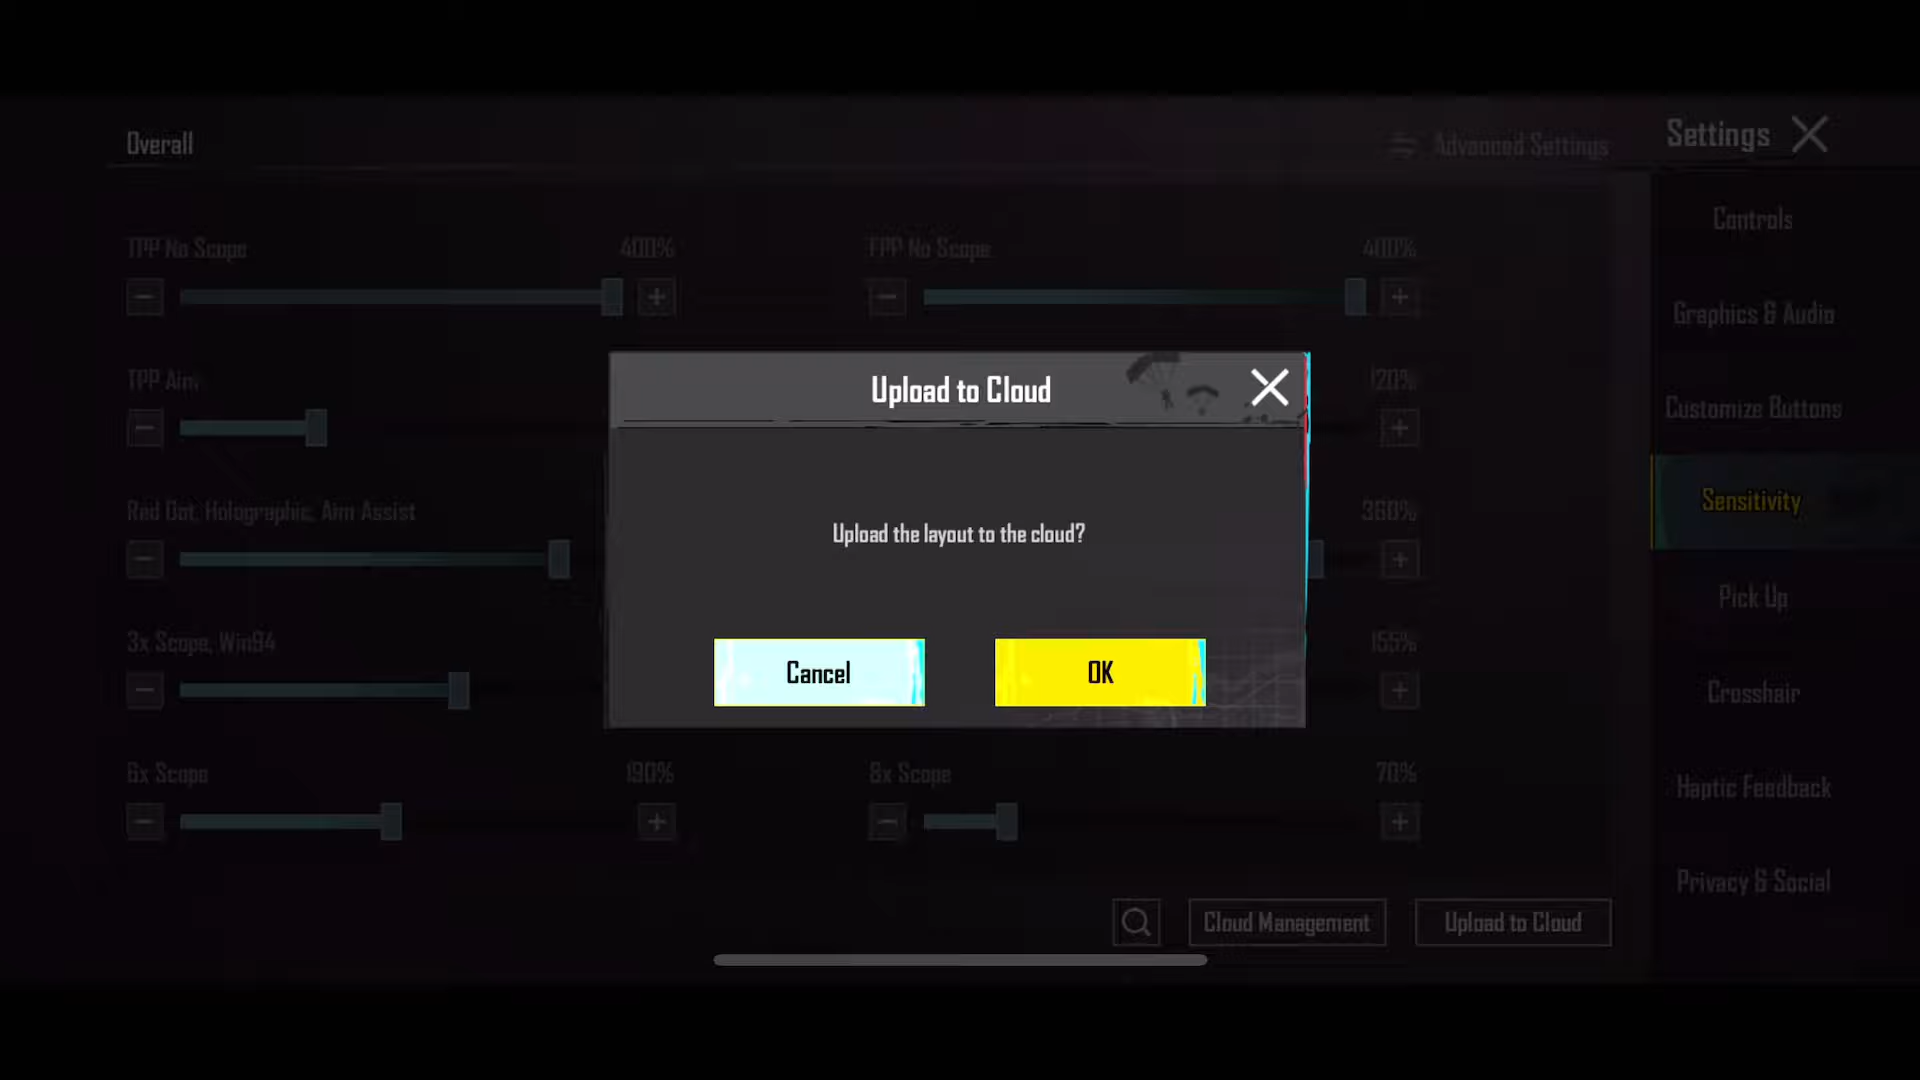 Overall
Advanced Settings
Settings
TPP No Scope
400%
FPP No Scope
400%
TPP Aim
120%
Red Dot, Holographic, Aim Assist
360%
3x Scope, Win94
155%
6x Scope
190%
8x Scope
70%
Upload to Cloud
Upload the layout to the cloud?
Cancel
OK
Cloud Management
Upload to Cloud
Controls
Graphics & Audio
Customize Buttons
Sensitivity
Pick Up
Crosshair
Haptic Feedback
Privacy & Social